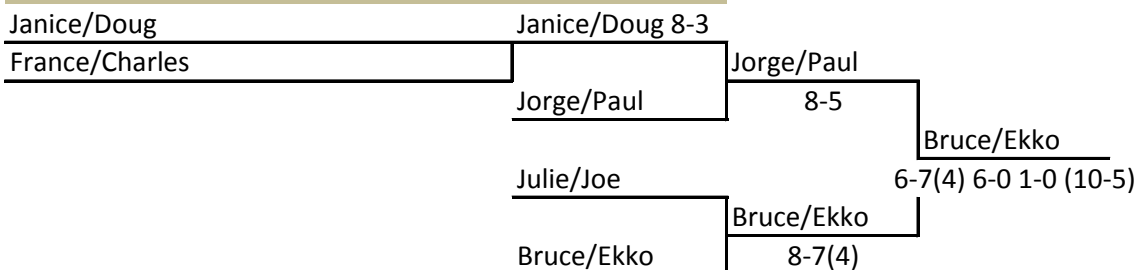 Janice/Doug Janice/Doug 8-3
France/Charles Jorge/Paul
Jorge/Paul 8-5
Bruce/Ekko
Julie/Joe 6-7(4) 6-0 1-0 (10-5)
Bruce/Ekko
Bruce/Ekko 8-7(4)